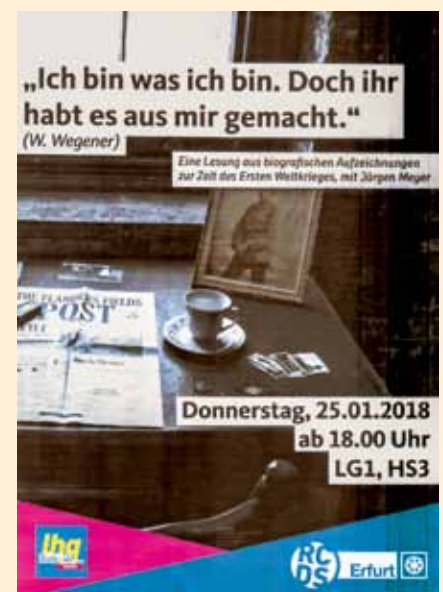 „Ich bin was ich bin. Doch ihr
habt es aus mir gemacht.“
(W. Wegener)
Eine Lesung aus biografischen Aufzeichnungen
zur Zeit des Ersten Weltkrieges, mit Jürgen Meyer
THE FLANDERS FIELDS
POST
Donnerstag, 25.01.2018
ab 18.00 Uhr
LG1, HS3
lhg
RC
DS
Erfurt